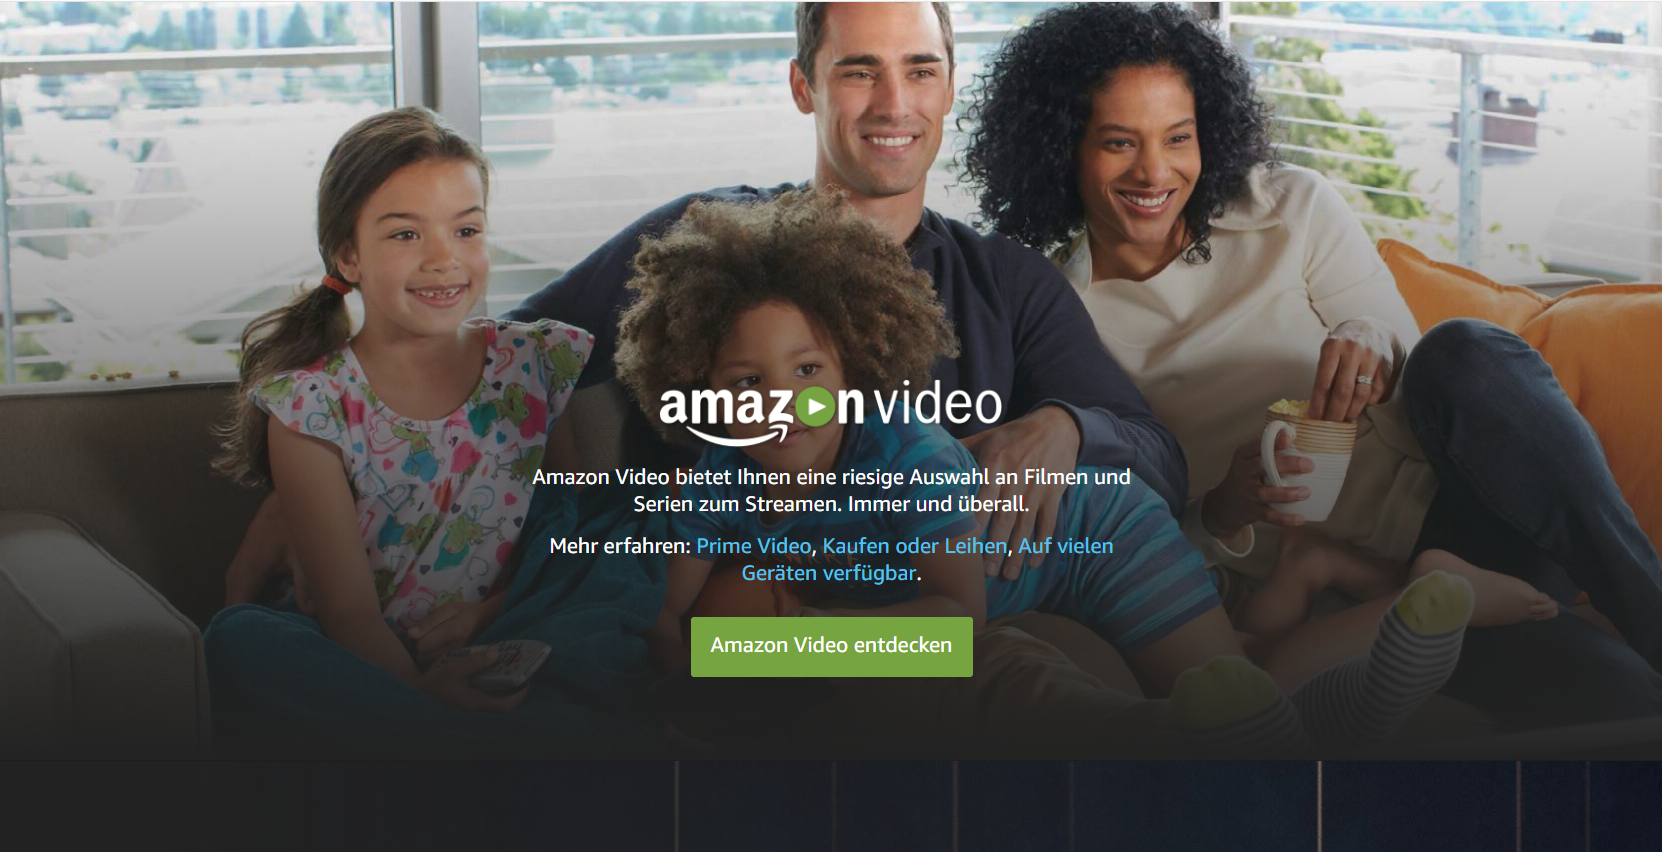 amazon video
Amazon Video bietet Ihnen eine riesige Auswahl an Filmen und
Serien zum Streamen. Immer und überall.
Mehr erfahren: Prime Video, Kaufen oder Leihen, Auf vielen
Geräten verfügbar.
Amazon Video entdecken